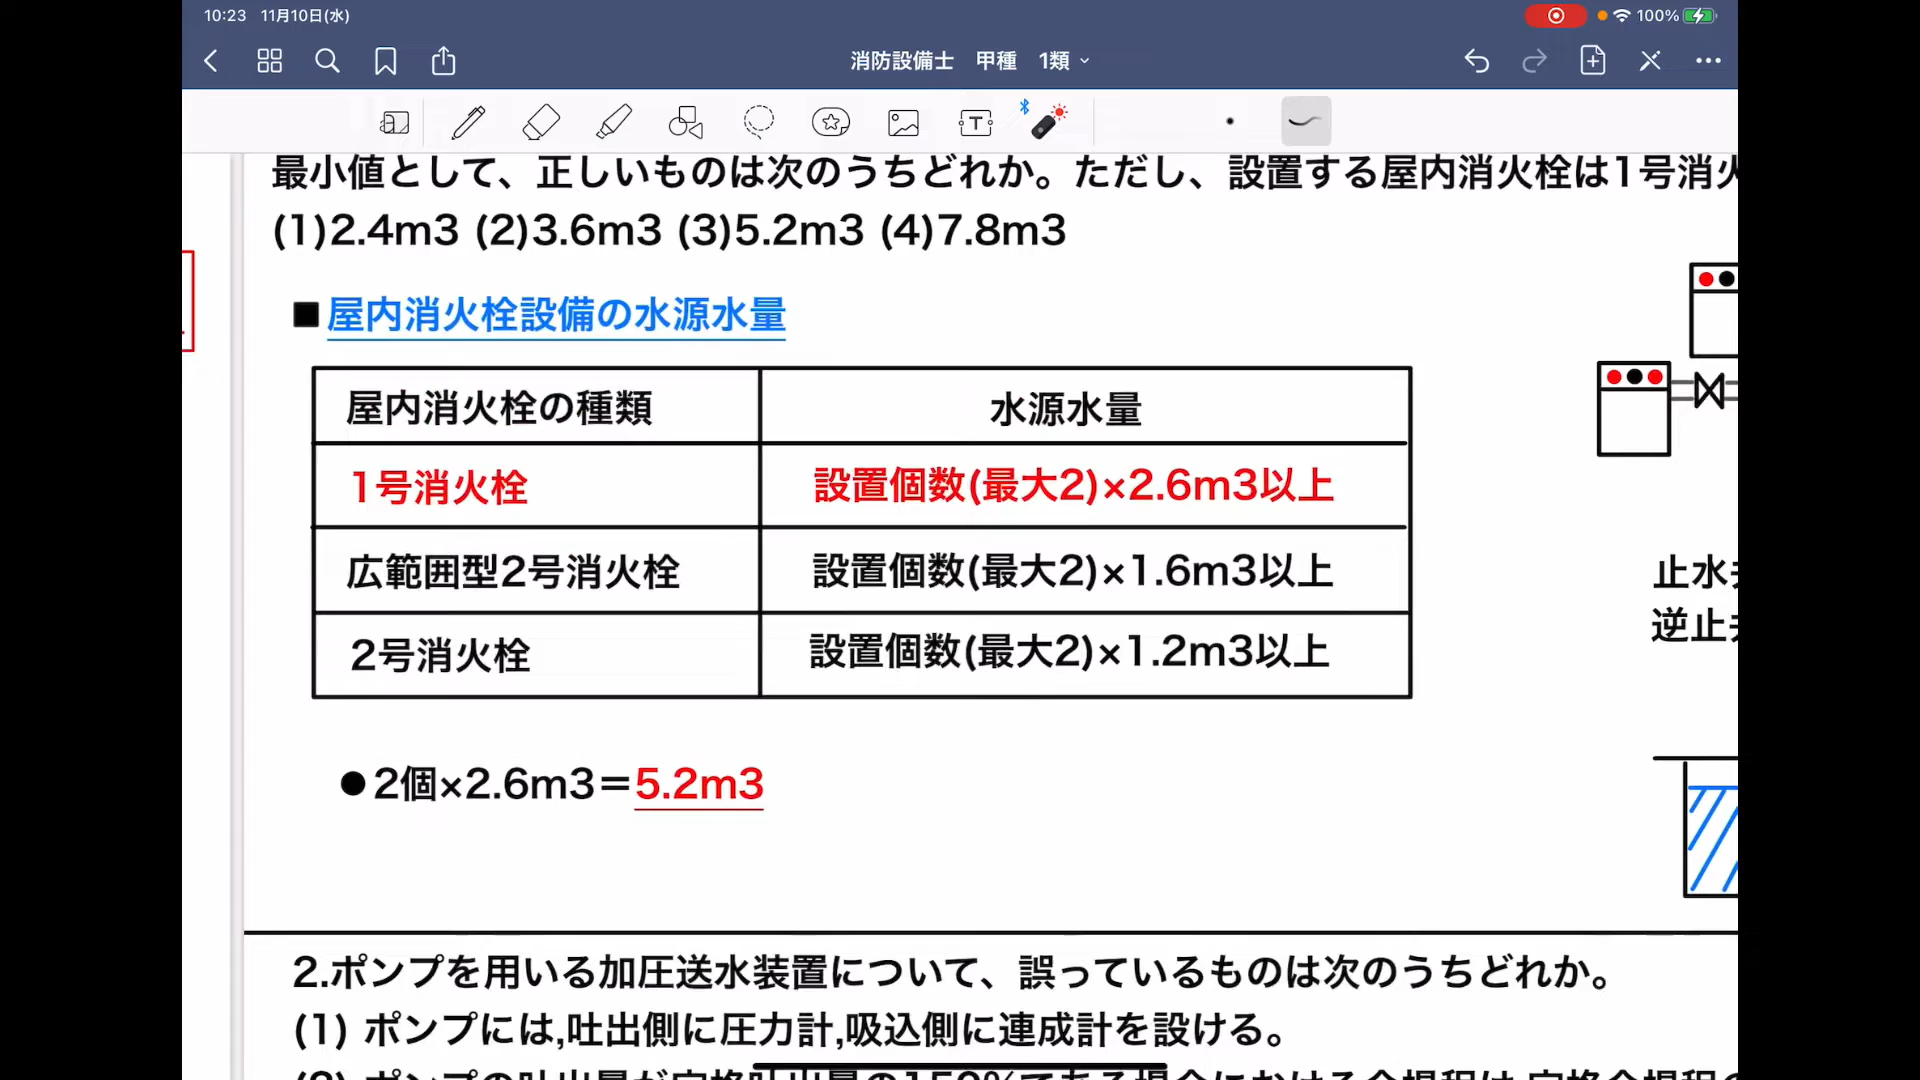 10:23 11月10日(水)
100%
消防設備士 甲種 1類
最小値として、正しいものは次のうちどれか。ただし、設置する屋内消火栓は1号消火
(1)2.4m3 (2)3.6m3 (3)5.2m3 (4)7.8m3
■屋内消火栓設備の水源水量
屋内消火栓の種類 水源水量
1号消火栓 設置個数(最大2)×2.6m3以上
広範囲型2号消火栓 設置個数(最大2)×1.6m3以上
2号消火栓 設置個数(最大2)×1.2m3以上
止水
逆止
●2個×2.6m3=5.2m3
2.ポンプを用いる加圧送水装置について、誤っているものは次のうちどれか。
(1) ポンプには,吐出側に圧力計,吸込側に連成計を設ける。